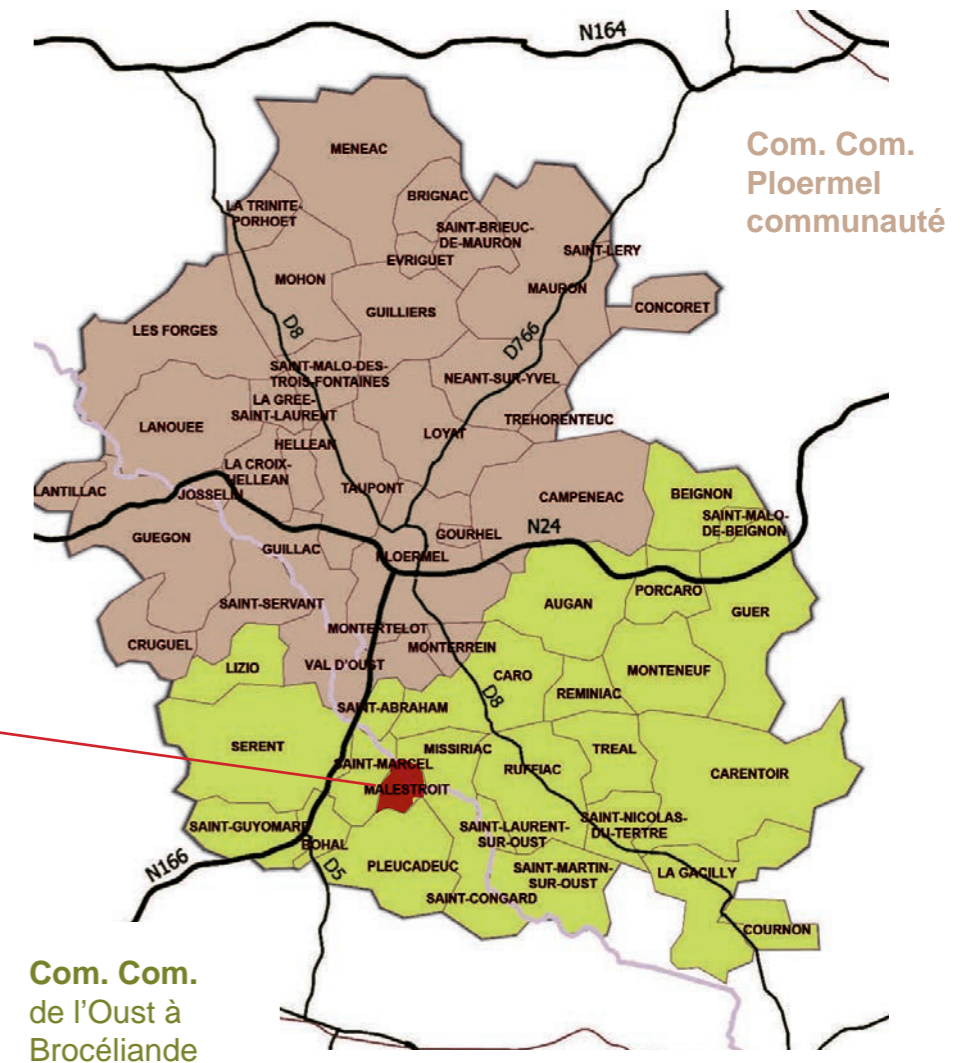 N164
Com. Com.
Ploermel
communauté
MENEAC
BRIGNAC
LA TRINITE-
PORHOET
SAINT-BRIEUC-
DE-MAURON
SAINT-LERY
EVRIGUET
MOHON
MAURON
CONCORET
GUILLIERS
LES FORGES
D8
D766
SAINT-MALO-DES-
TROIS-FONTAINES
NEANT-SUR-YVEL
LA GREE-
SAINT-LAURENT
TREHORENTEUC
LANOUEE
LOYAT
HELLEAN
LA CROIX-
HELLEAN
LANTILLAC
JOSSELIN
TAUPONT
CAMPENEAC
BEIGNON
SAINT-MALO-
DE-BEIGNON
N24
GUEGON
GOURHEL
GUILLAC
PLOERMEL
PORCARO
AUGAN
GUER
SAINT-SERVANT
MONTERTELOT
CRUGUEL
MONTERREIN
LIZIO
VAL D'OUST
CARO
MONTENEUF
REMINIAC
D8
SAINT-ABRAHAM
SERENT
MISSIRIAC
TREAL
SAINT-MARCEL
RUFFIAC
CARENTOIR
MALESTROIT
SAINT-GUYOMARD
SAINT-LAURENT-
SUR-OUST
SAINT-NICOLAS-
DU-TERTRE
BOHAL
N166
D5
PLEUCADEUC
SAINT-MARTIN-
SUR-OUST
LA GACILLY
SAINT-CONGARD
COURNON
Com. Com.
de l'Oust à
Brocéliande